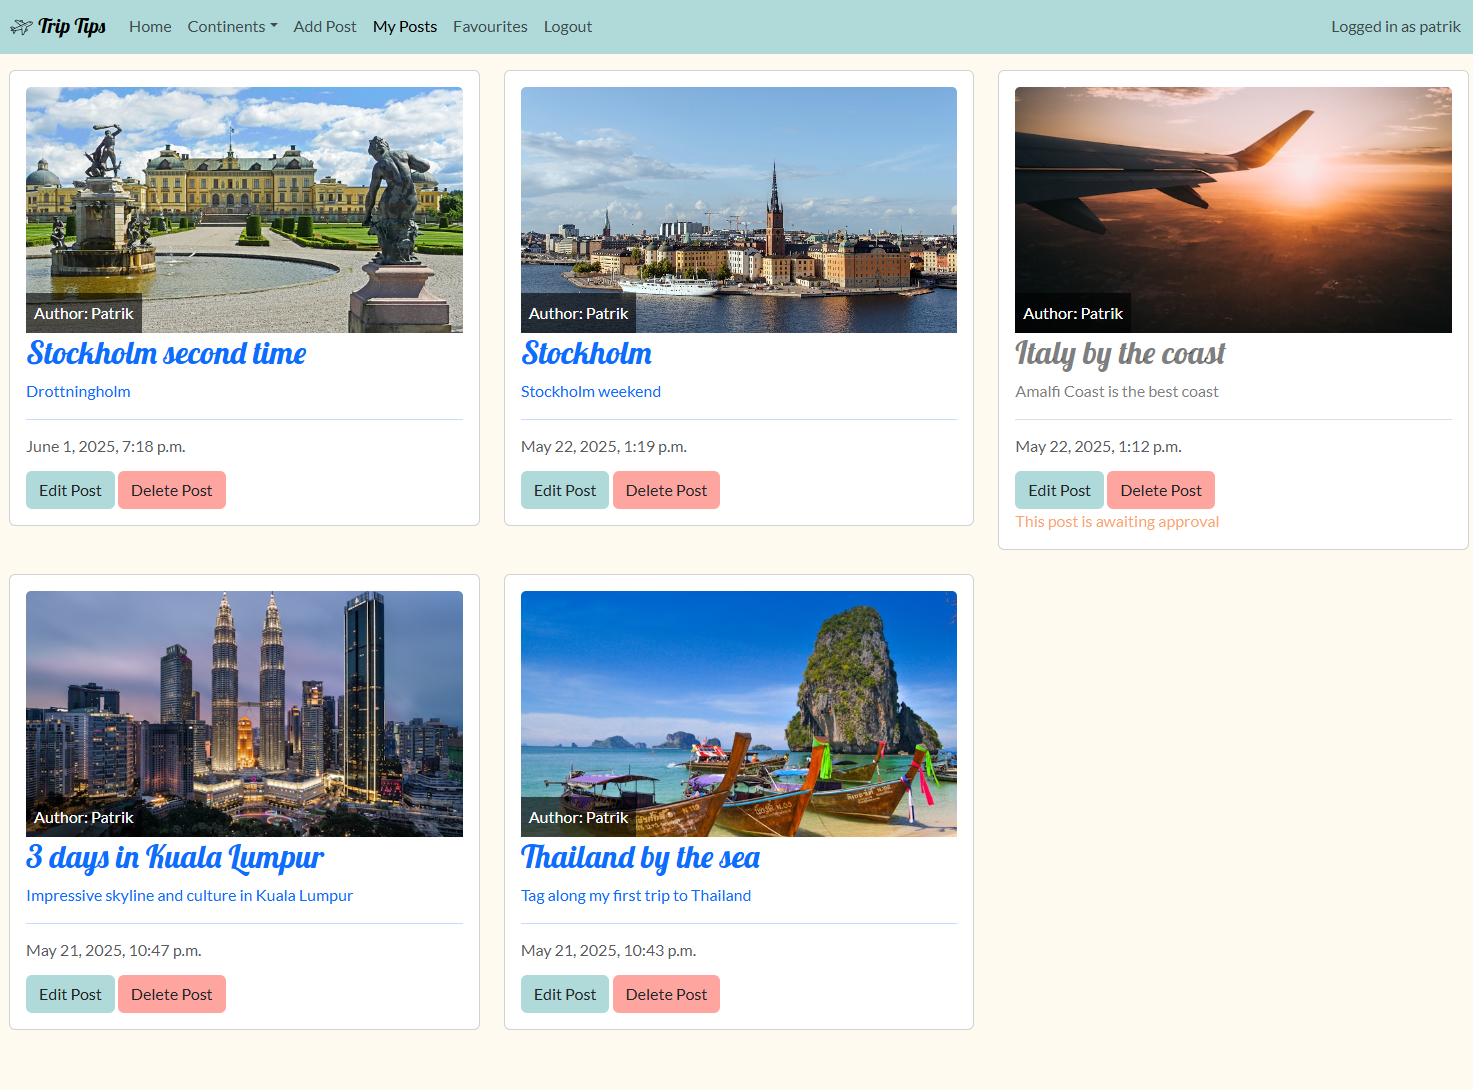 Trip Tips
Home
Continents
Add Post
My Posts
Favourites
Logout
Logged in as patrik
Author: Patrik
Stockholm second time
Drottningholm
June 1, 2025, 7:18 p.m.
Edit Post
Delete Post
Author: Patrik
Stockholm
Stockholm weekend
May 22, 2025, 1:19 p.m.
Edit Post
Delete Post
Author: Patrik
Italy by the coast
Amalfi Coast is the best coast
May 22, 2025, 1:12 p.m.
Edit Post
Delete Post
This post is awaiting approval
Author: Patrik
3 days in Kuala Lumpur
Impressive skyline and culture in Kuala Lumpur
May 21, 2025, 10:47 p.m.
Edit Post
Delete Post
Author: Patrik
Thailand by the sea
Tag along my first trip to Thailand
May 21, 2025, 10:43 p.m.
Edit Post
Delete Post